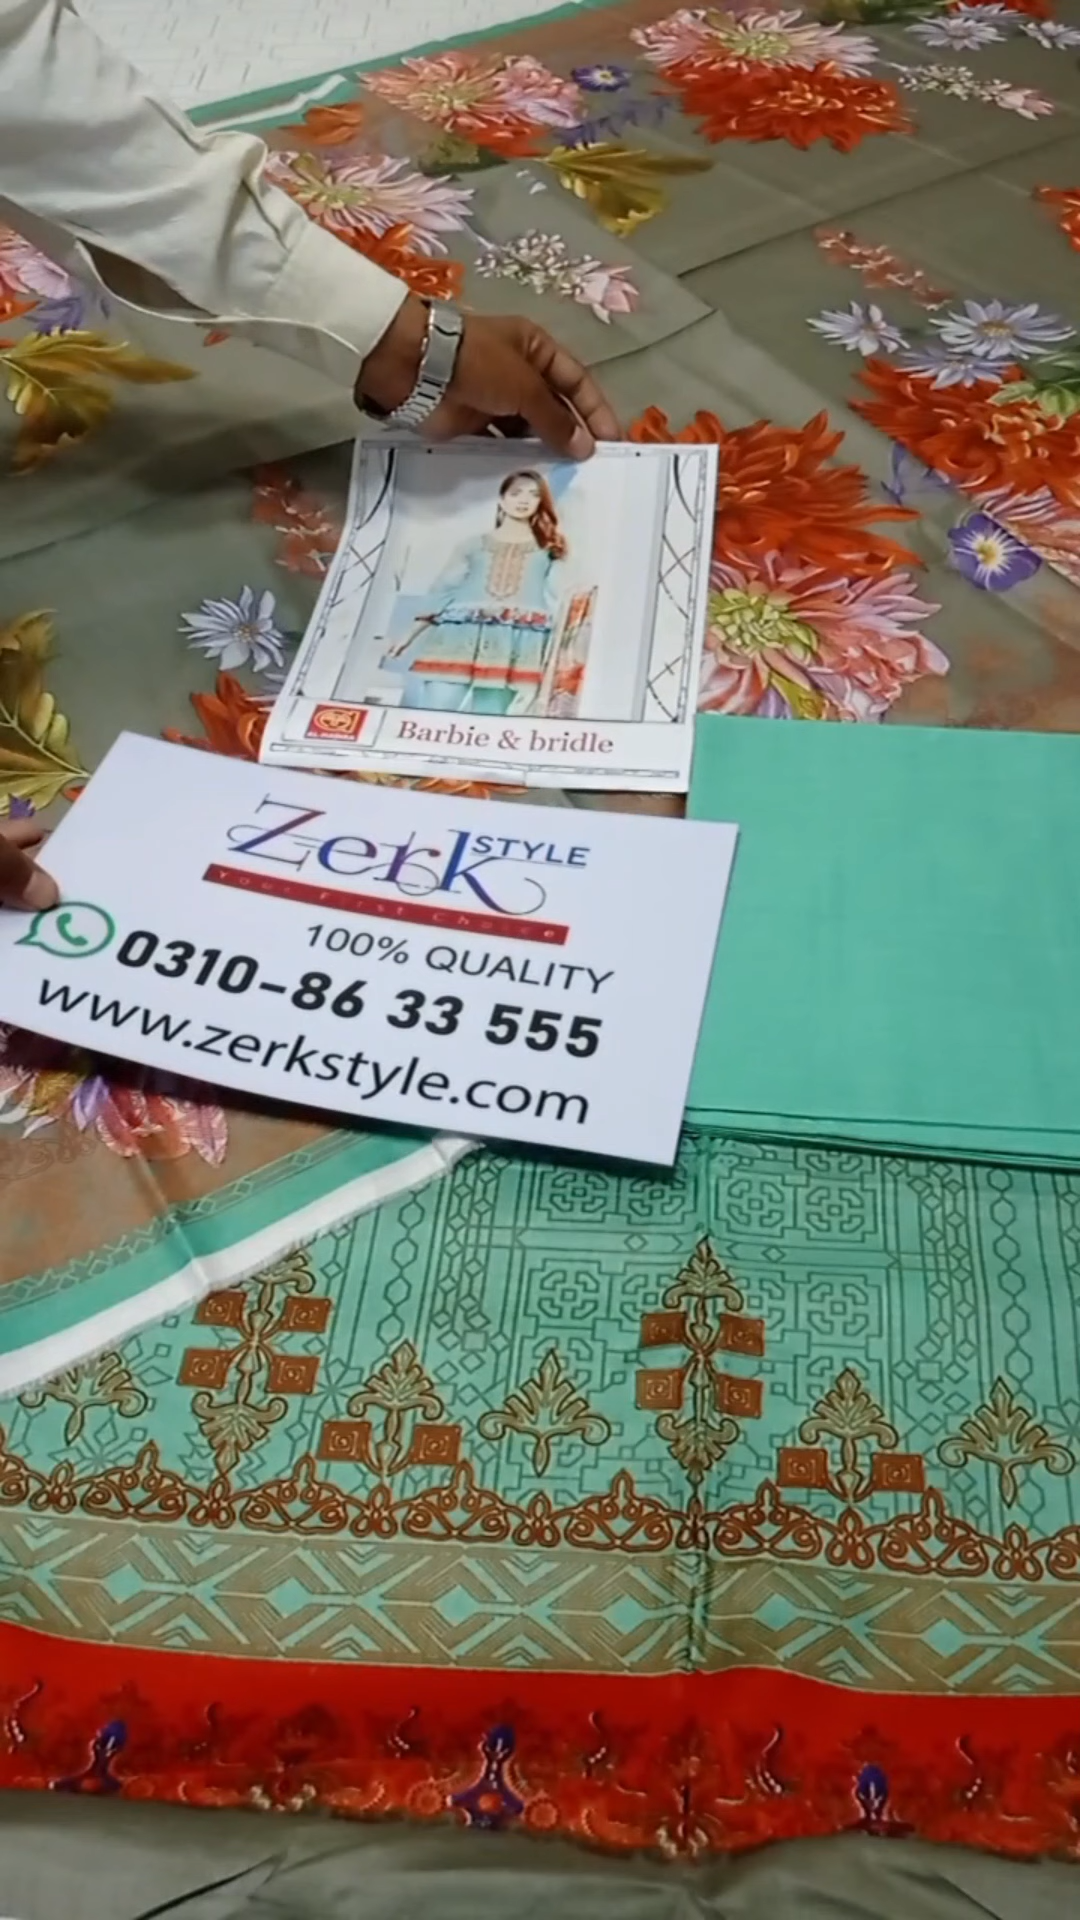 Barbie & bridle
Zerk STYLE
Your First Choice
100% QUALITY
0310-86 33 555
www.zerkstyle.com